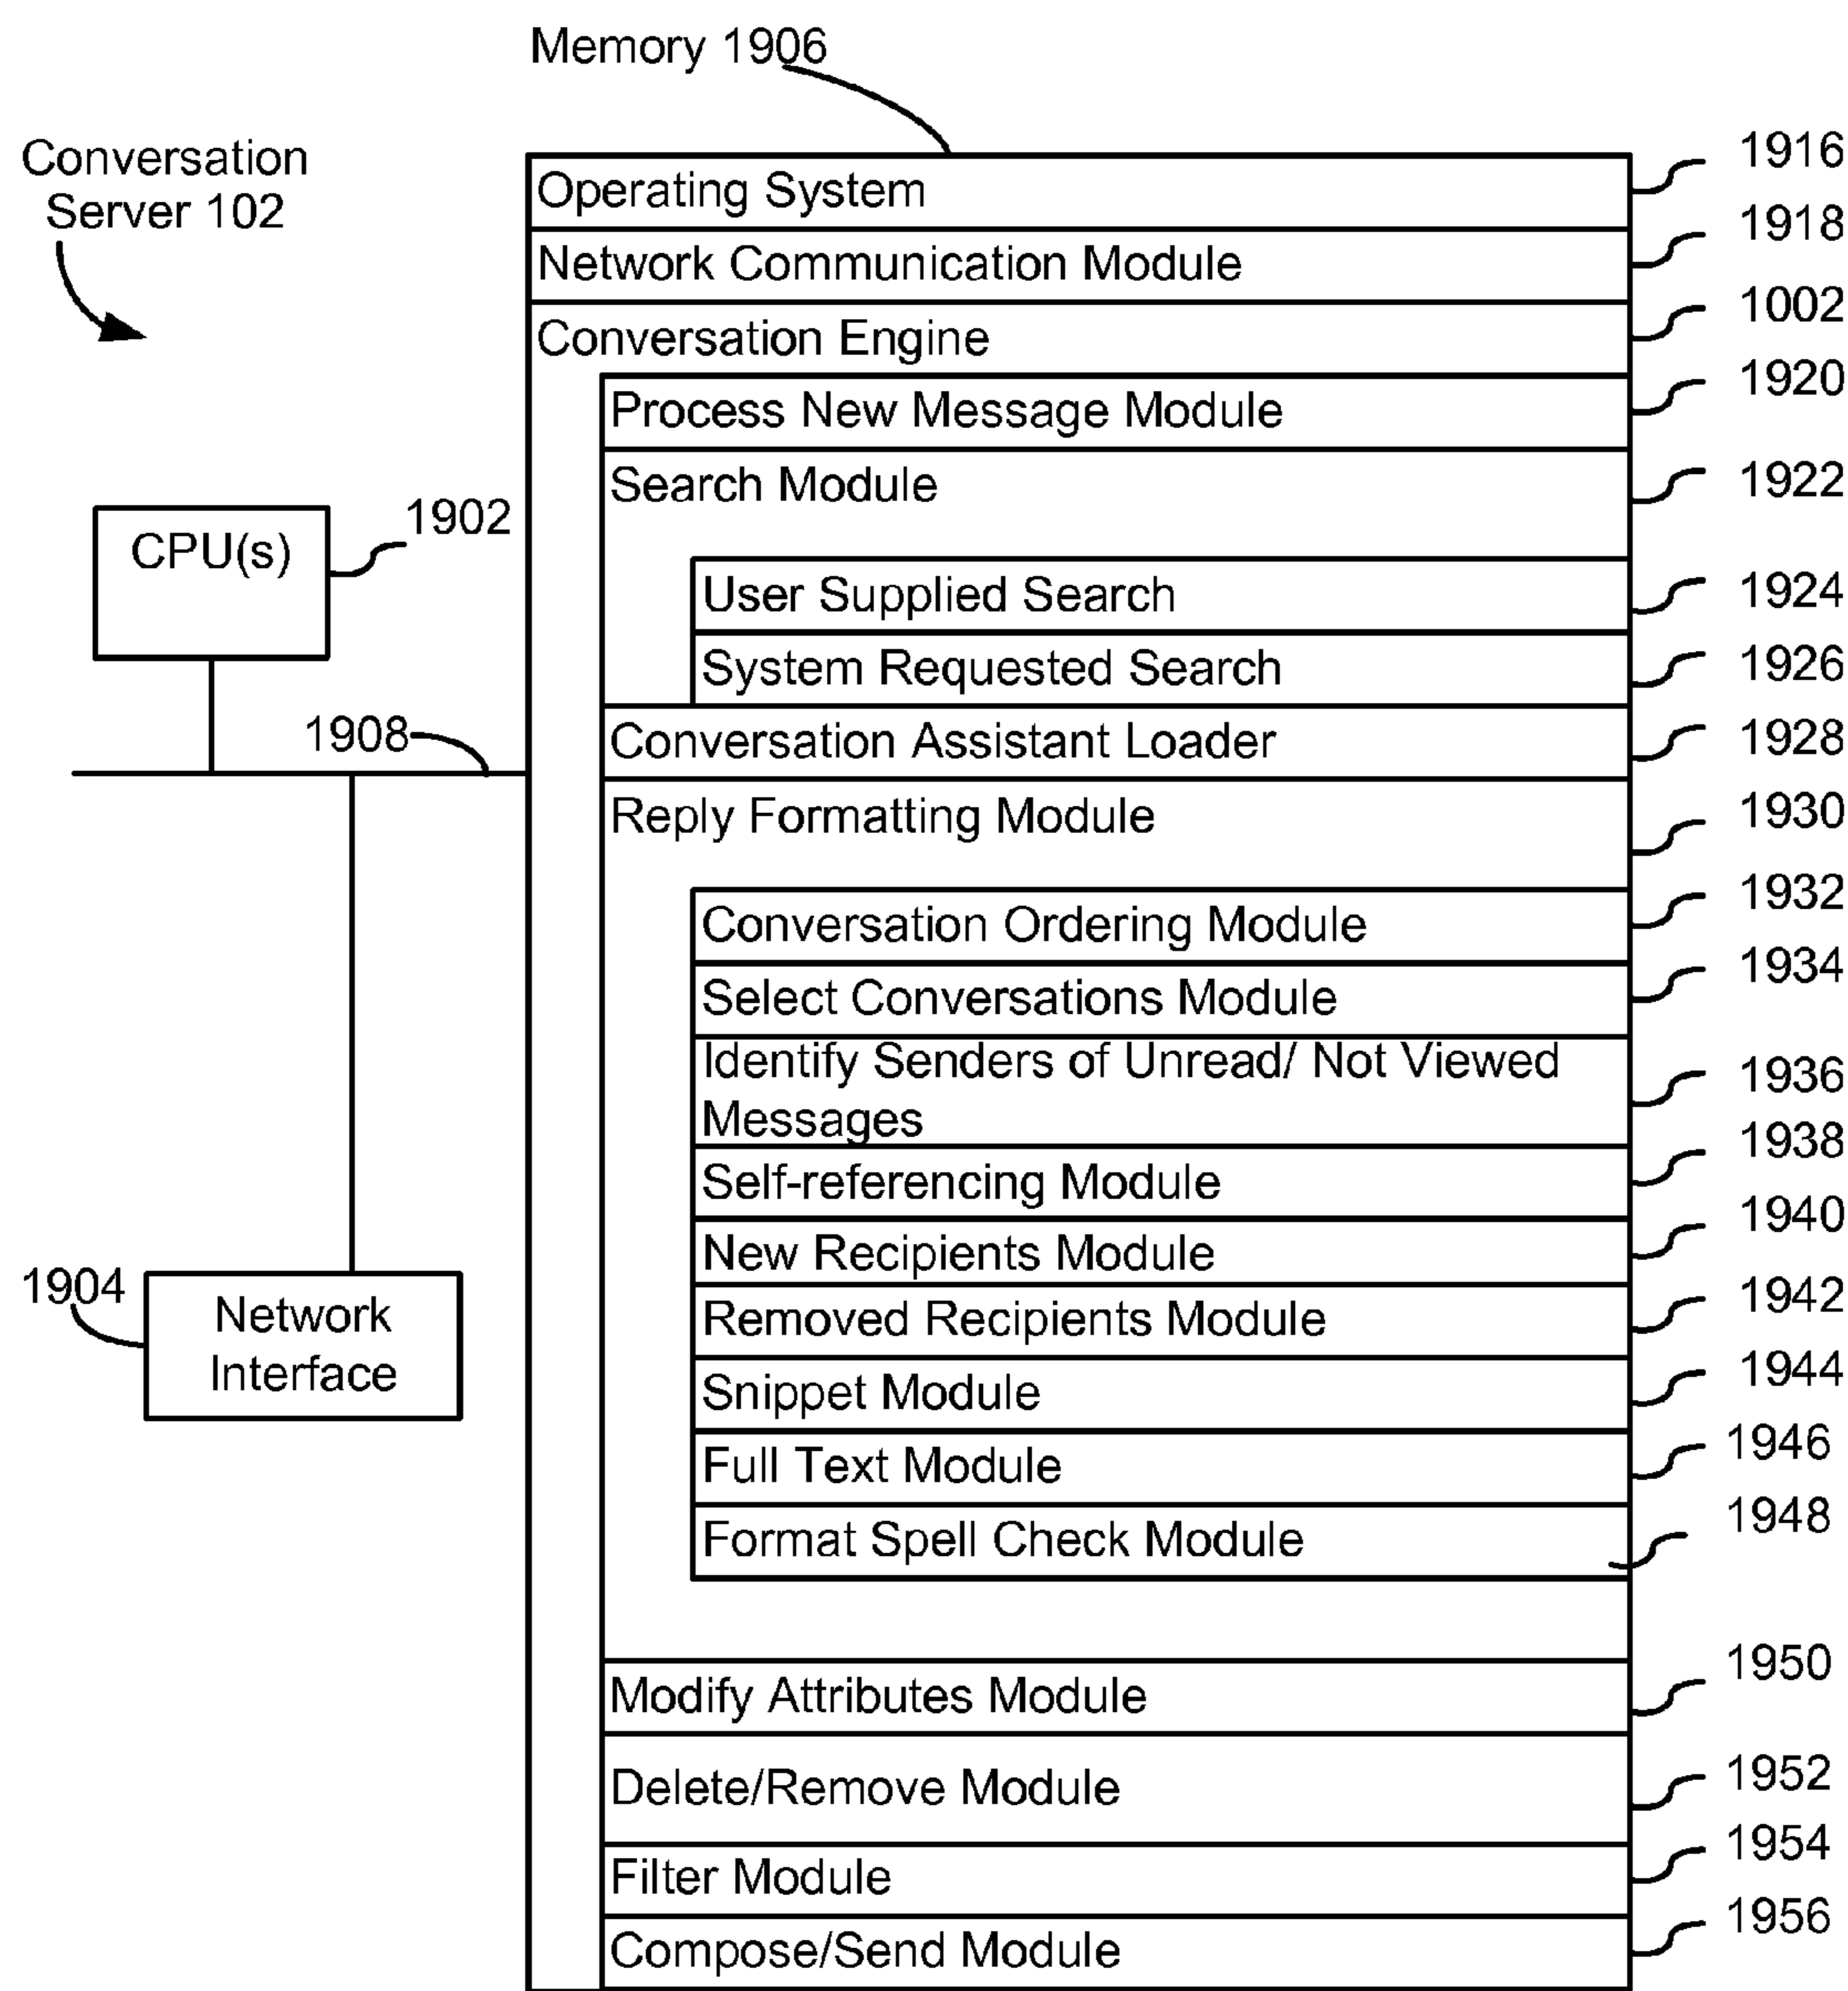 Memory 1906
Conversation
Server 102
Operating System
1916
Network Communication Module
1918
Conversation Engine
1002
Process New Message Module
1920
Search Module
1922
CPU(s)
1902
User Supplied Search
1924
System Requested Search
1926
1908
Conversation Assistant Loader
1928
Reply Formatting Module
1930
Conversation Ordering Module
1932
Select Conversations Module
1934
Identify Senders of Unread/ Not Viewed
Messages
1936
Self-referencing Module
1938
New Recipients Module
1940
1904
Network
Interface
Removed Recipients Module
1942
Snippet Module
1944
Full Text Module
1946
Format Spell Check Module
1948
Modify Attributes Module
1950
Delete/Remove Module
1952
Filter Module
1954
Compose/Send Module
1956